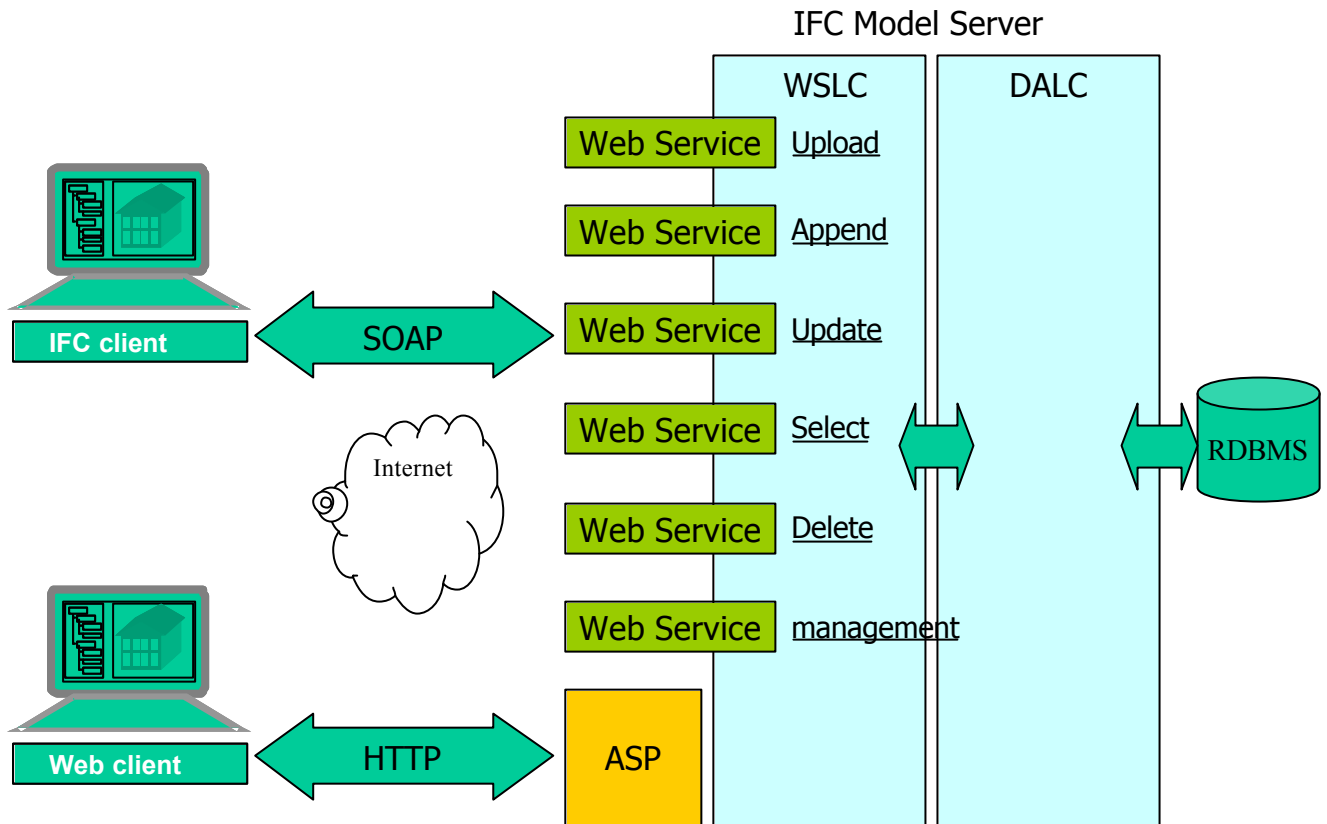 IFC Model Server
WSLC
DALC
Web Service
Upload
Web Service
Append
IFC client
SOAP
Web Service
Update
Internet
Web Service
Select
RDBMS
Web Service
Delete
Web Service
management
Web client
HTTP
ASP